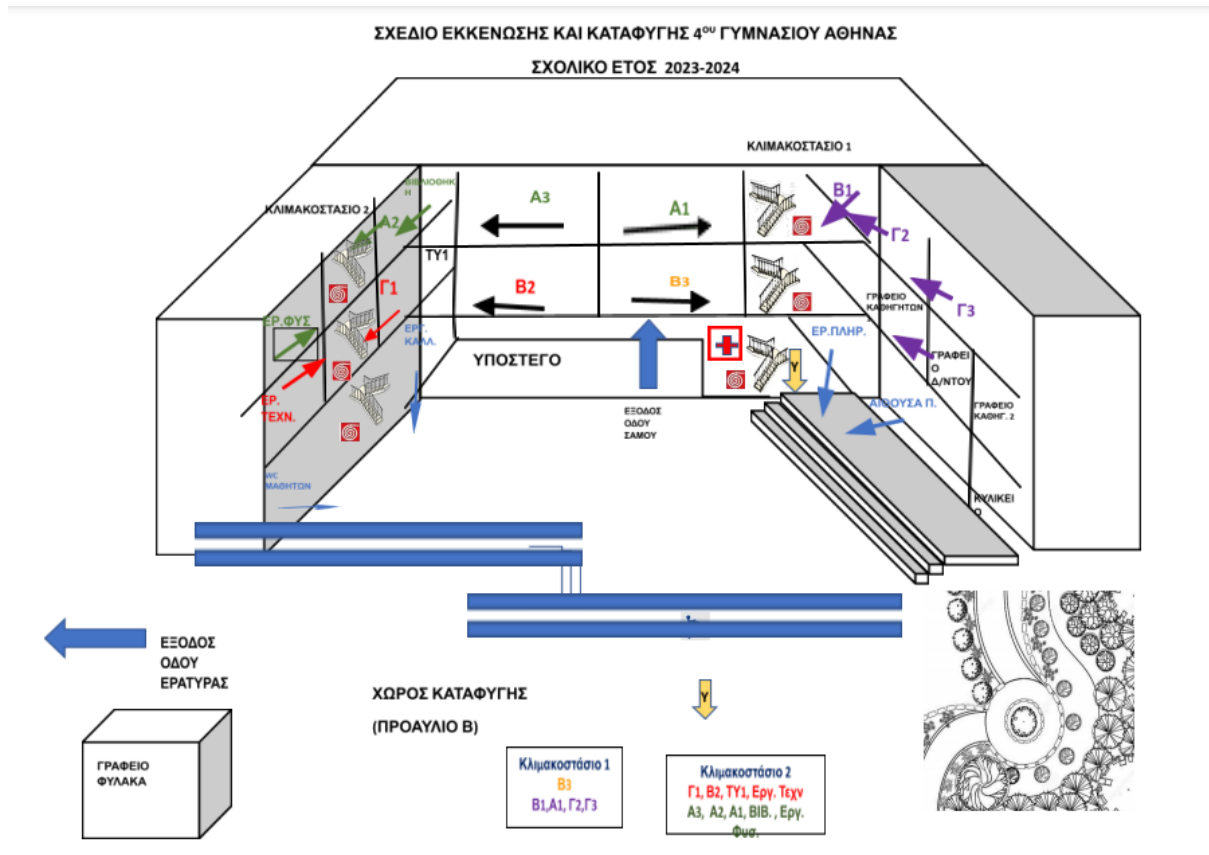 ΣΧΕΔΙΟ ΕΚΚΕΝΩΣΗΣ ΚΑΙ ΚΑΤΑΦΥΓΗΣ 4ου ΓΥΜΝΑΣΙΟΥ ΑΘΗΝΑΣ
ΣΧΟΛΙΚΟ ΕΤΟΣ 2023-2024
ΚΛΙΜΑΚΟΣΤΑΣΙΟ 1
ΒΙΒΛΙΟΘΗΚ
Η
ΚΛΙΜΑΚΟΣΤΑΣΙΟ 2
Α2
Α3
Α1
Β1
Γ2
ΤΥ1
Γ1
Β2
Β3
ΓΡΑΦΕΙΟ
ΚΑΘΗΓΗΤΩΝ
Γ3
ΕΡ.ΦΥΣ
ΕΡΓ.
ΚΑΛΛ.
ΕΡ.ΠΛΗΡ.
ΥΠΟΣΤΕΓΟ
Υ
ΓΡΑΦΕΙ
Ο
Δ/ΝΤΟΥ
ΕΡ.
ΤΕΧΝ.
ΕΞΟΔΟΣ
ΟΔΟΥ
ΣΑΜΟΥ
ΑΙΘΟΥΣΑ Π.
ΓΡΑΦΕΙΟ
ΚΑΘΗΓ. 2
WC
ΜΑΘΗΤΩΝ
ΚΥΛΙΚΕΙ
Ο
ΕΞΟΔΟΣ
ΟΔΟΥ
ΕΡΑΤΥΡΑΣ
ΧΩΡΟΣ ΚΑΤΑΦΥΓΗΣ
(ΠΡΟΑΥΛΙΟ Β)
Υ
ΓΡΑΦΕΙΟ
ΦΥΛΑΚΑ
Κλιμακοστάσιο 1
Β3
Β1,Α1, Γ2,Γ3
Κλιμακοστάσιο 2
Γ1, Β2, ΤΥ1, Εργ. Τεχν
Α3, Α2, Α1, ΒΙΒ. , Εργ.
Φυσ.